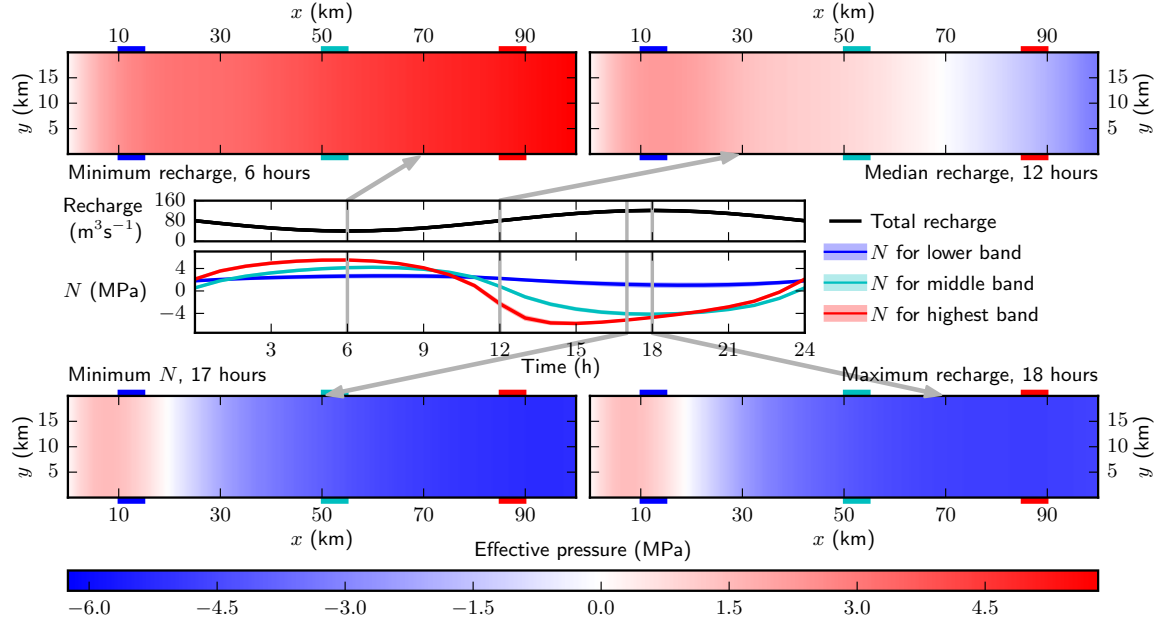 x (km)
x (km)
10 30 50 70 90
10 30 50 70 90
y (km)
15
10
5
15
10
5
y (km)
Minimum recharge, 6 hours
Median recharge, 12 hours
Recharge
(m³s⁻¹)
160
80
0
Total recharge
N for lower band
N for middle band
N for highest band
N (MPa)
4
0
−4
3 6 9 12 15 18 21 24
Time (h)
Minimum N, 17 hours
Maximum recharge, 18 hours
y (km)
15
10
5
15
10
5
y (km)
10 30 50 70 90
10 30 50 70 90
x (km)
x (km)
Effective pressure (MPa)
−6.0 −4.5 −3.0 −1.5 0.0 1.5 3.0 4.5